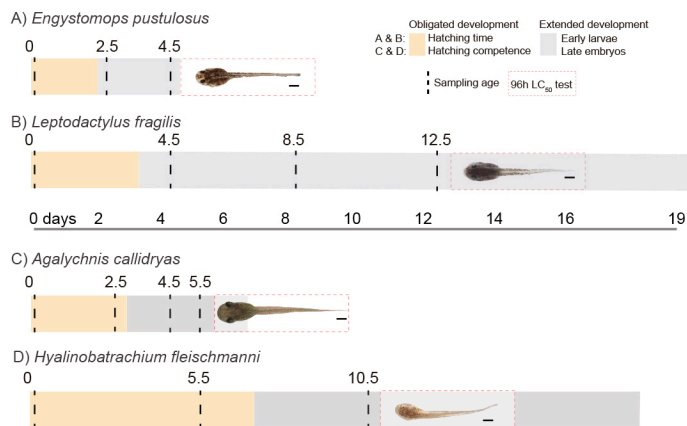 A) Engystomops pustulosus
Obligated development Extended development
A & B: Hatching time Early larvae
C & D: Hatching competence Late embryos
0 2.5 4.5
Sampling age 96h LC50 test
B) Leptodactylus fragilis
0 4.5 8.5 12.5
0 days 2 4 6 8 10 12 14 16 19
C) Agalychnis callidryas
0 2.5 4.5 5.5
D) Hyalinobatrachium fleischmanni
0 5.5 10.5